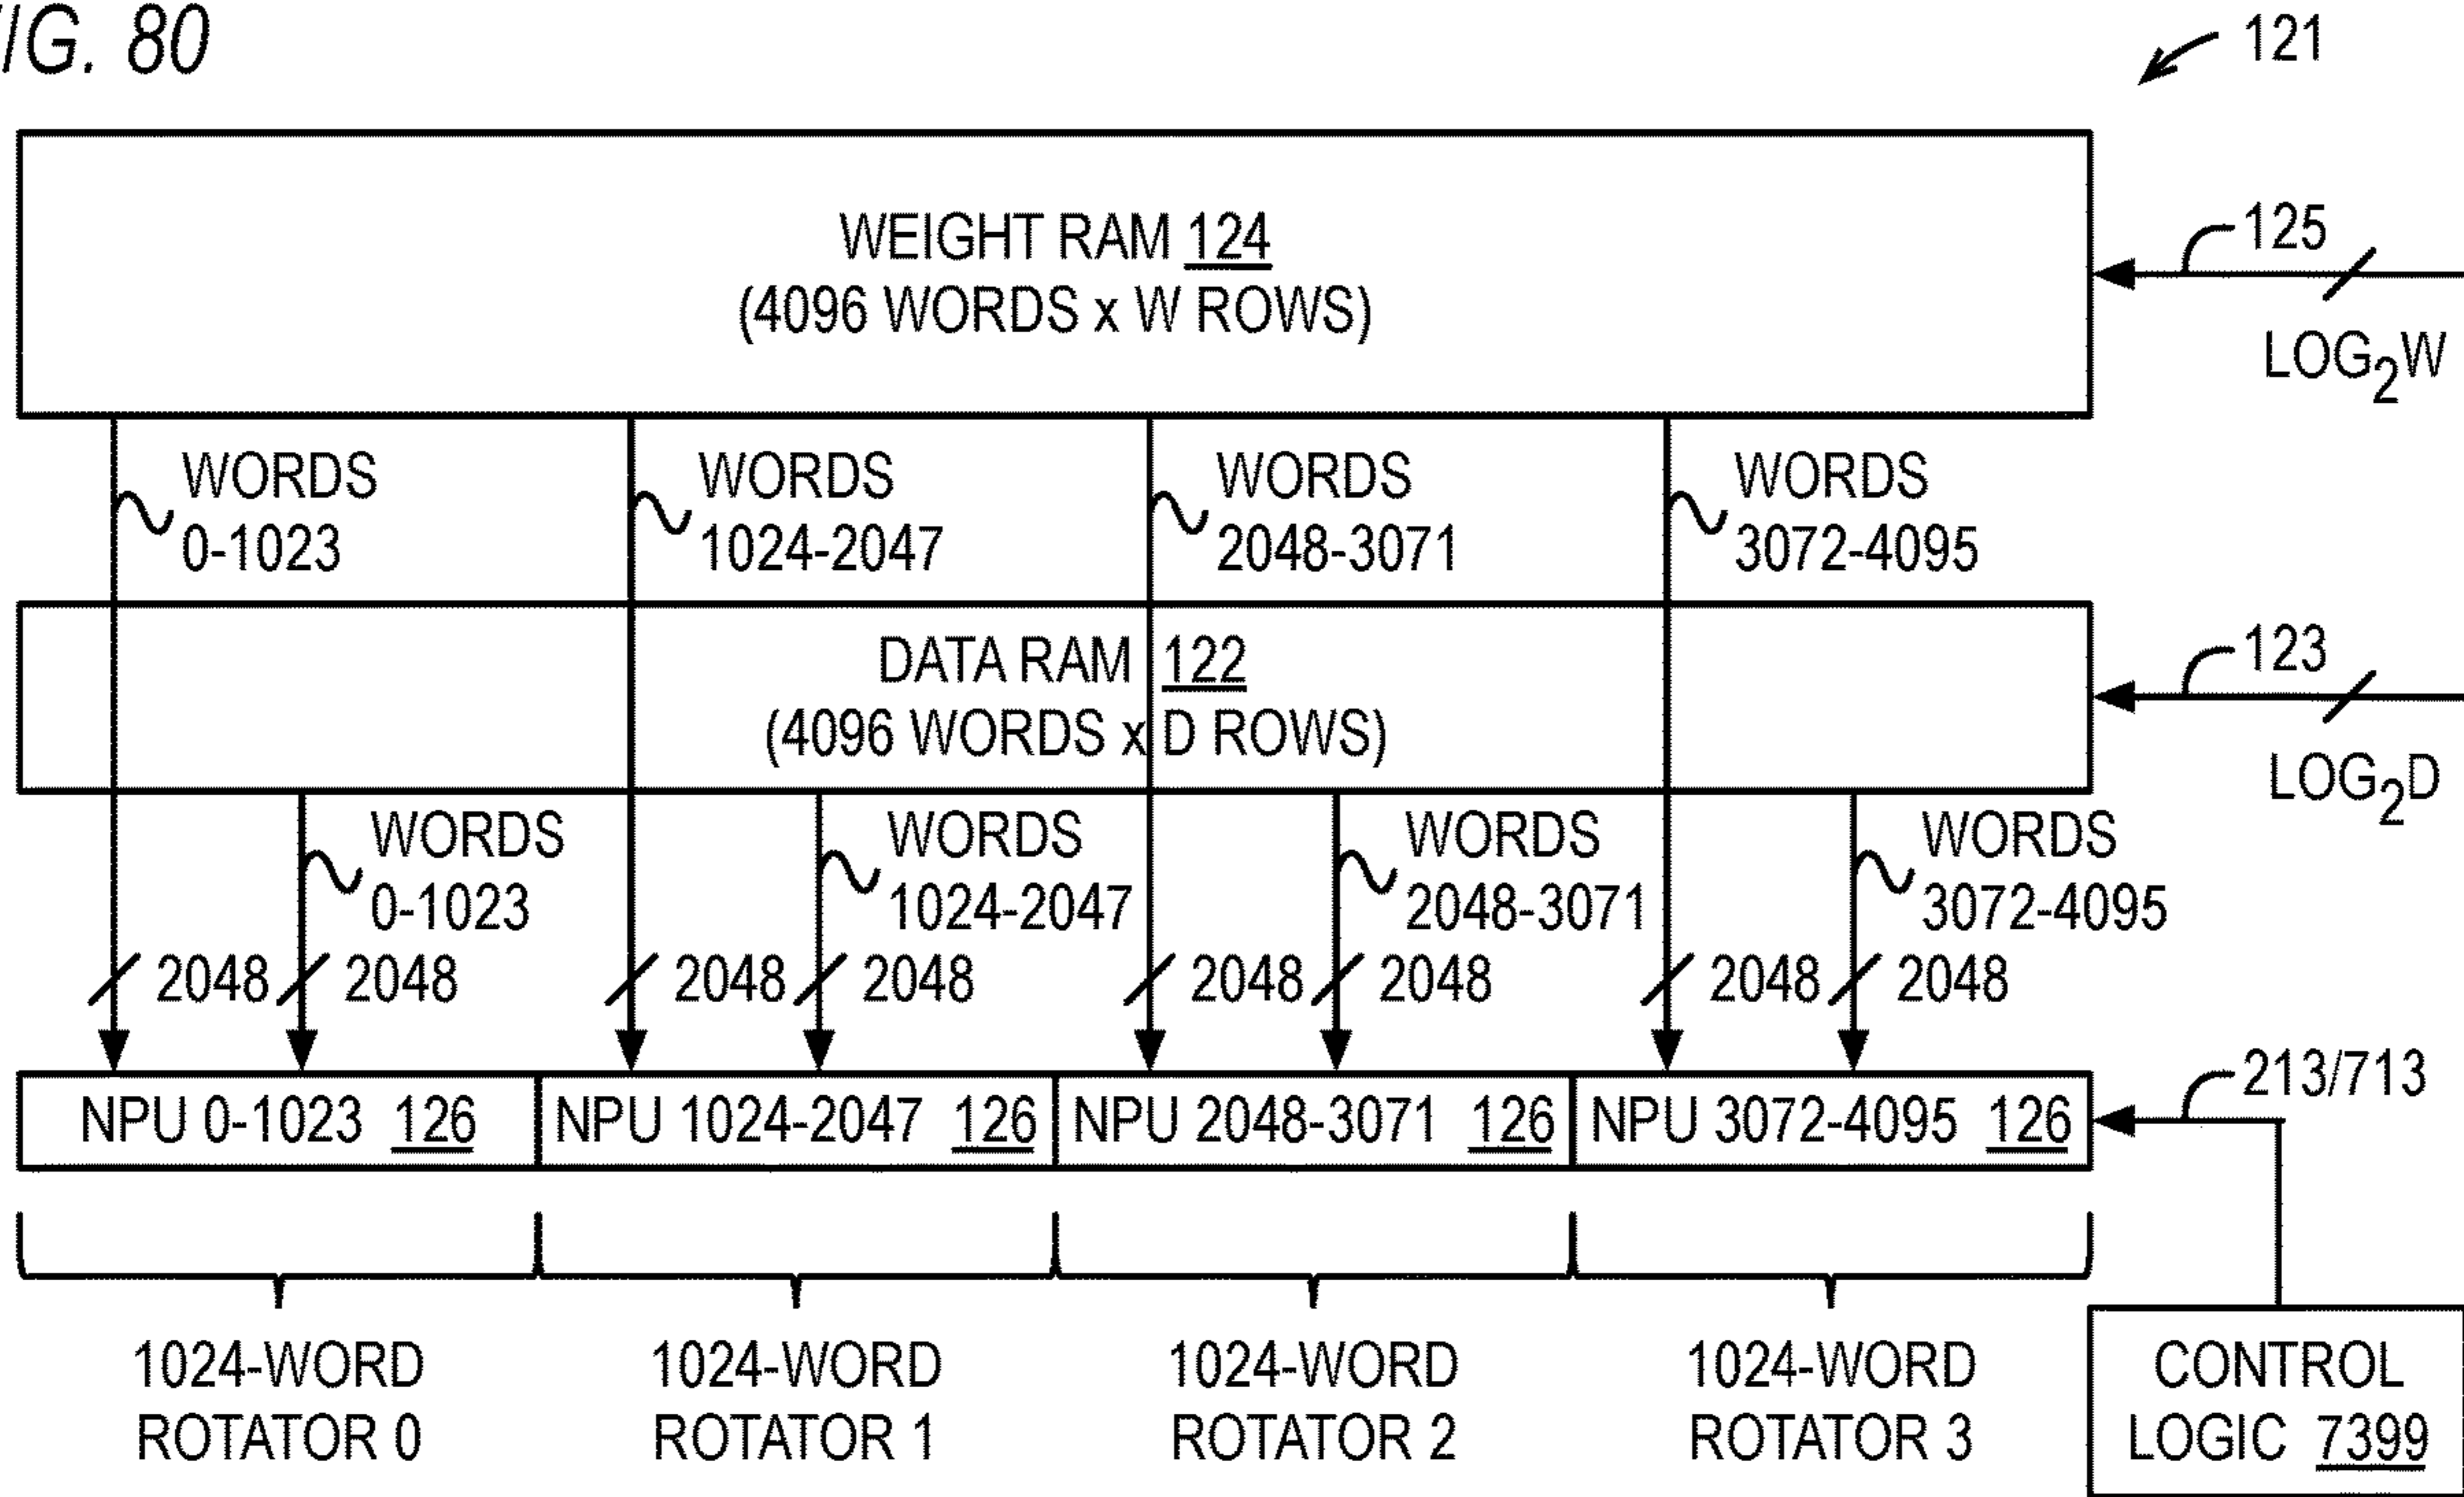 IG. 80
121
WEIGHT RAM 124
(4096 WORDS x W ROWS)
125
LOG2W
WORDS
0-1023
WORDS
1024-2047
WORDS
2048-3071
WORDS
3072-4095
DATA RAM 122
(4096 WORDS x D ROWS)
123
LOG2D
WORDS
0-1023
WORDS
1024-2047
WORDS
2048-3071
WORDS
3072-4095
2048 2048 2048 2048 2048 2048 2048 2048
NPU 0-1023 126 NPU 1024-2047 126 NPU 2048-3071 126 NPU 3072-4095 126
213/713
1024-WORD
ROTATOR 0
1024-WORD
ROTATOR 1
1024-WORD
ROTATOR 2
1024-WORD
ROTATOR 3
CONTROL
LOGIC 7399